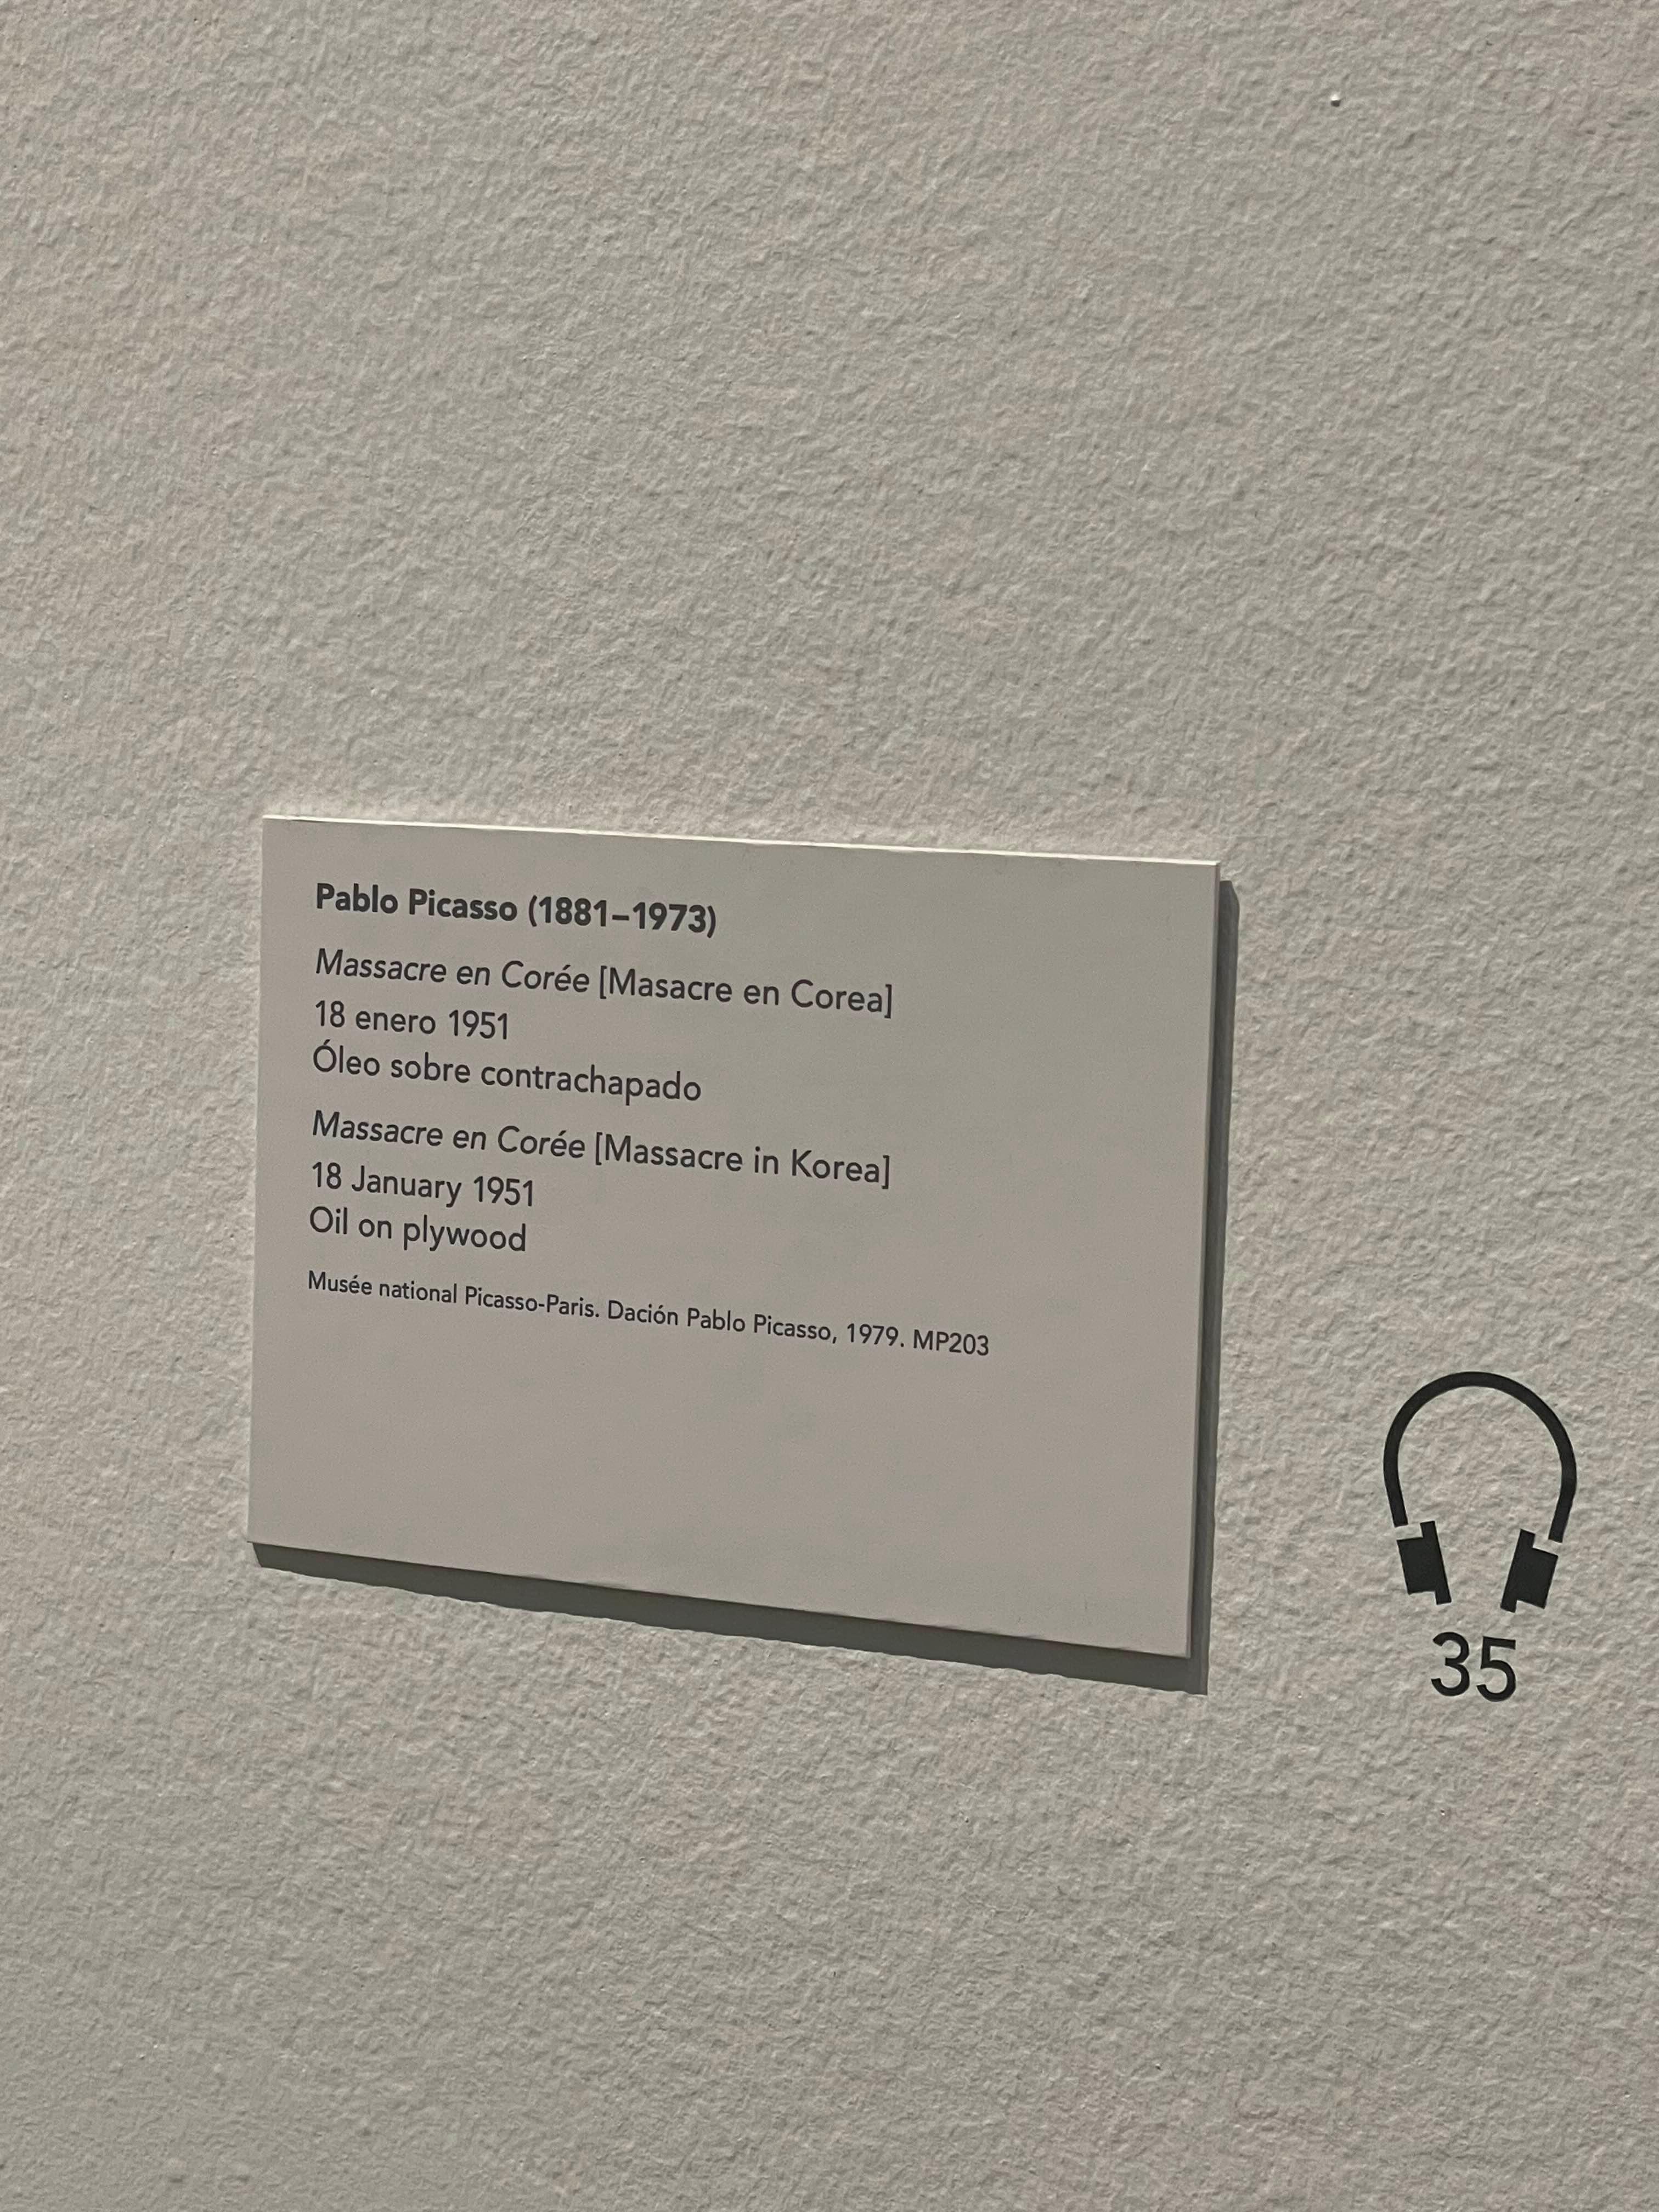 Pablo Picasso (1881–1973)
Massacre en Corée [Masacre en Corea]
18 enero 1951
Óleo sobre contrachapado
Massacre en Corée [Massacre in Korea]
18 January 1951
Oil on plywood
Musée national Picasso-Paris. Dación Pablo Picasso, 1979. MP203
35